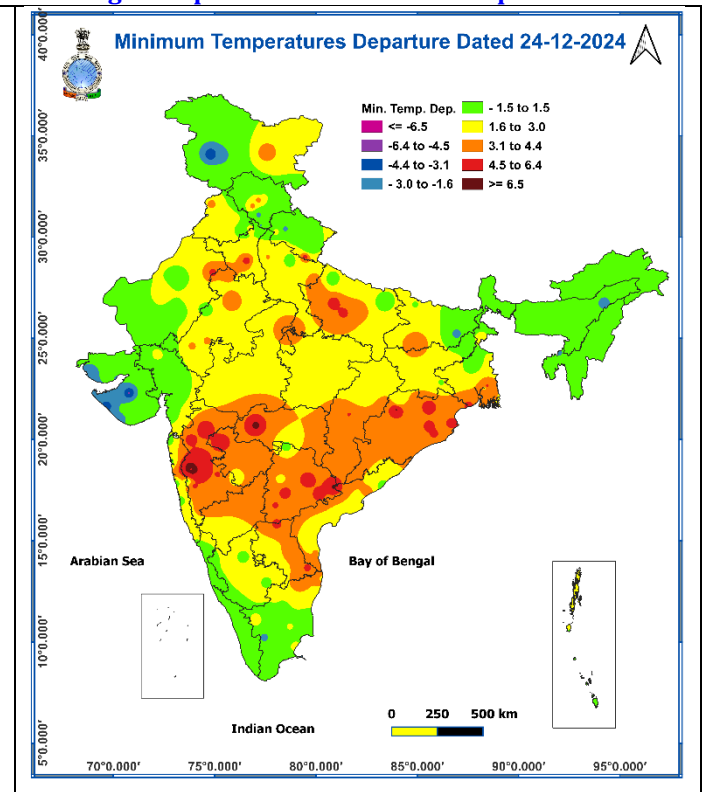 Minimum Temperatures Departure Dated 24-12-2024
Min. Temp. Dep.
<= -6.5
-6.4 to -4.5
-4.4 to -3.1
- 3.0 to -1.6
- 1.5 to 1.5
1.6 to 3.0
3.1 to 4.4
4.5 to 6.4
>= 6.5
40°0.000'
35°0.000'
30°0.000'
25°0.000'
20°0.000'
15°0.000'
10°0.000'
5°0.000'
Arabian Sea
Bay of Bengal
Indian Ocean
0 250 500 km
70°0.000' 75°0.000' 80°0.000' 85°0.000' 90°0.000' 95°0.000'